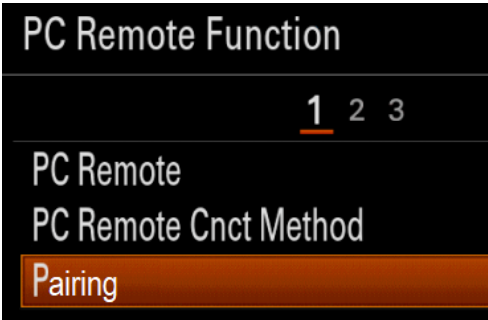 PC Remote Function
1 2 3
PC Remote
PC Remote Cnct Method
Pairing